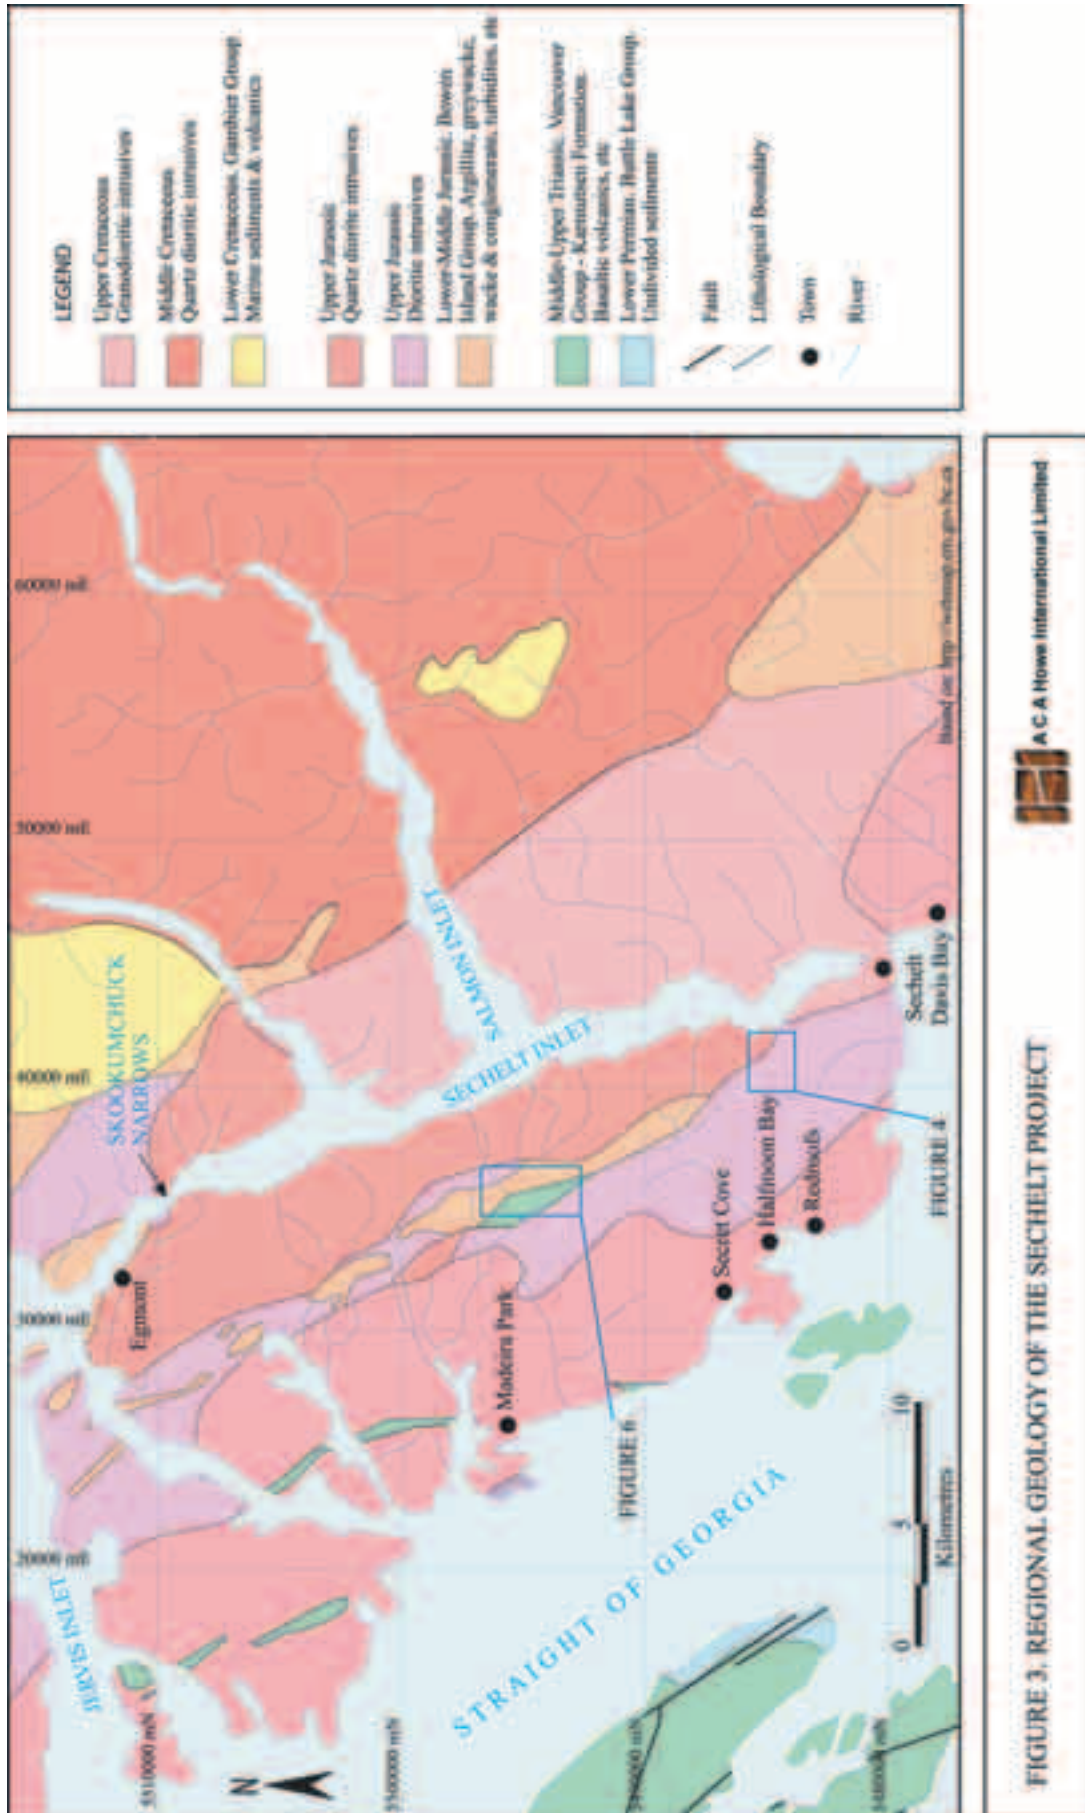 LEGEND
Upper Cretaceous
Granodioritic intrusives
Middle Cretaceous
Quartz dioritic intrusives
Lower Cretaceous, Gambier Group
Marine sediments & volcanics
Upper Jurassic
Quartz diorite intrusives
Upper Jurassic
Diorite intrusives
Lower-Middle Jurassic, Bowen
Island Group. Argillite, greywacke,
wacke & conglomerate, turbidites, etc
Middle-Upper Triassic, Vancouver
Group - Karmutsen Formation.
Basaltic volcanics, etc
Lower Permian, Buttle Lake Group.
Undivided sediments
Fault
Lithological Boundary
Town
River
20000 mE
30000 mE
40000 mE
50000 mE
60000 mE
5510000 mN
5500000 mN
JERVIS INLET
SKOOKUMCHUCK
NARROWS
Egmont
SALMON INLET
SECHELT INLET
Madeira Park
FIGURE 6
Secret Cove
Halfmoon Bay
Redroofs
FIGURE 4
Sechelt
Davis Bay
STRAIGHT OF GEORGIA
N
0 5 10
Kilometres
FIGURE 3. REGIONAL GEOLOGY OF THE SECHELT PROJECT
A C A Howe International Limited